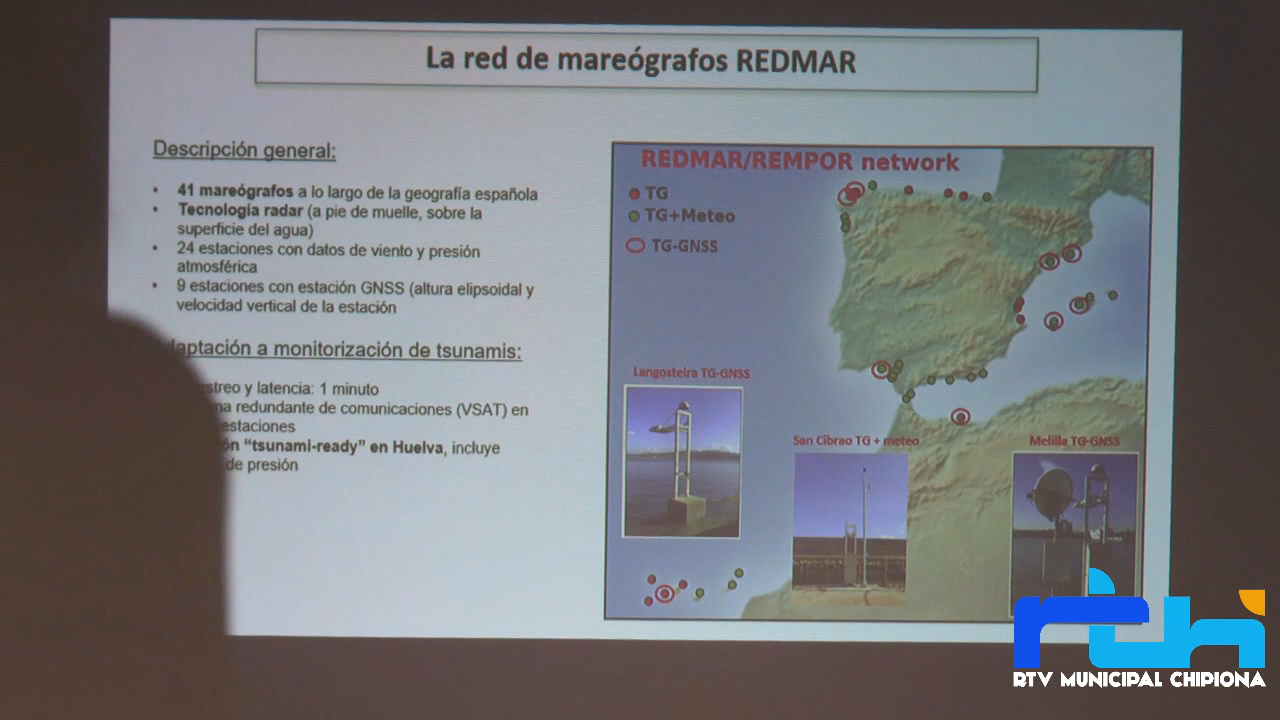 La red de mareógrafos REDMAR
Descripción general:
• 41 mareógrafos a lo largo de la geografía española
• Tecnología radar (a pie de muelle, sobre la
superficie del agua)
• 24 estaciones con datos de viento y presión
atmosférica
• 9 estaciones con estación GNSS (altura elipsoidal y
velocidad vertical de la estación
daptación a monitorización de tsunamis:
streo y latencia: 1 minuto
na redundante de comunicaciones (VSAT) en
estaciones
ón “tsunami-ready” en Huelva, incluye
de presión
REDMAR/REMPOR network
TG
TG+Meteo
TG-GNSS
Langosteira TG-GNSS
San Cibrao TG + meteo
Melilla TG-GNSS
rtvch
RTV MUNICIPAL CHIPIONA